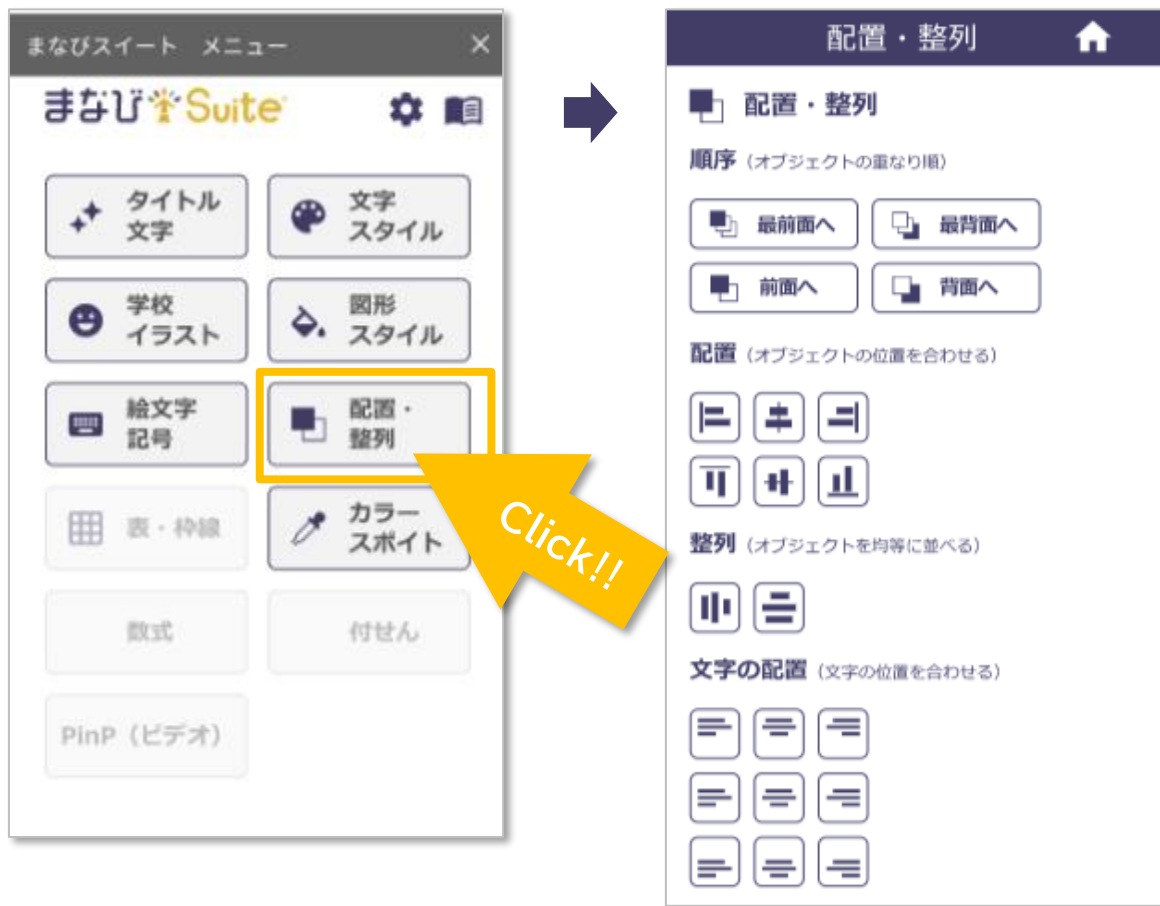 まなびスイート メニュー
まなびSuite
タイトル
文字
文字
スタイル
学校
イラスト
図形
スタイル
絵文字
記号
配置・
整列
表・枠線
カラー
スポイト
数式
付せん
PinP（ビデオ）
Click!!
配置・整列
配置・整列
順序（オブジェクトの重なり順）
最前面へ
最背面へ
前面へ
背面へ
配置（オブジェクトの位置を合わせる）
整列（オブジェクトを均等に並べる）
文字の配置（文字の位置を合わせる）